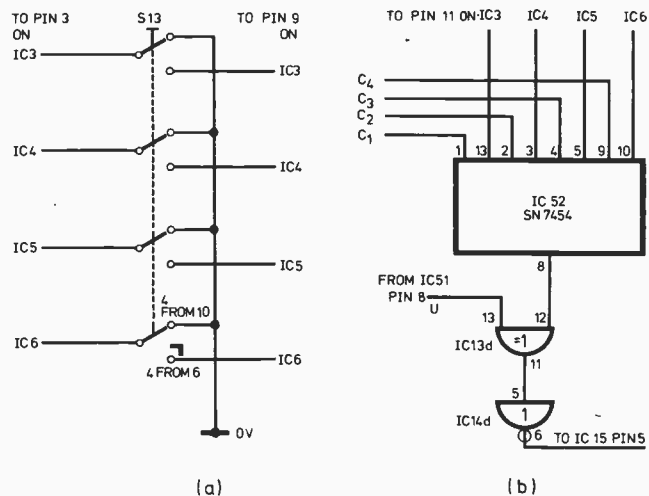 TO PIN 3
ON
IC3
S13
TO PIN 9
ON
IC3
IC4
IC4
IC5
IC5
4
FROM 10
IC6
4 FROM 6
IC6
0V
(a)
TO PIN 11 ON·IC3 IC4 IC5 IC6
C4
C3
C2
C1
1 13 2 3 4 5 9 10
IC 52
SN7454
8
FROM IC51
PIN 8
U
13 12
IC13d =1
11
5
IC14d 1
6
TO IC 15 PIN 5
(b)